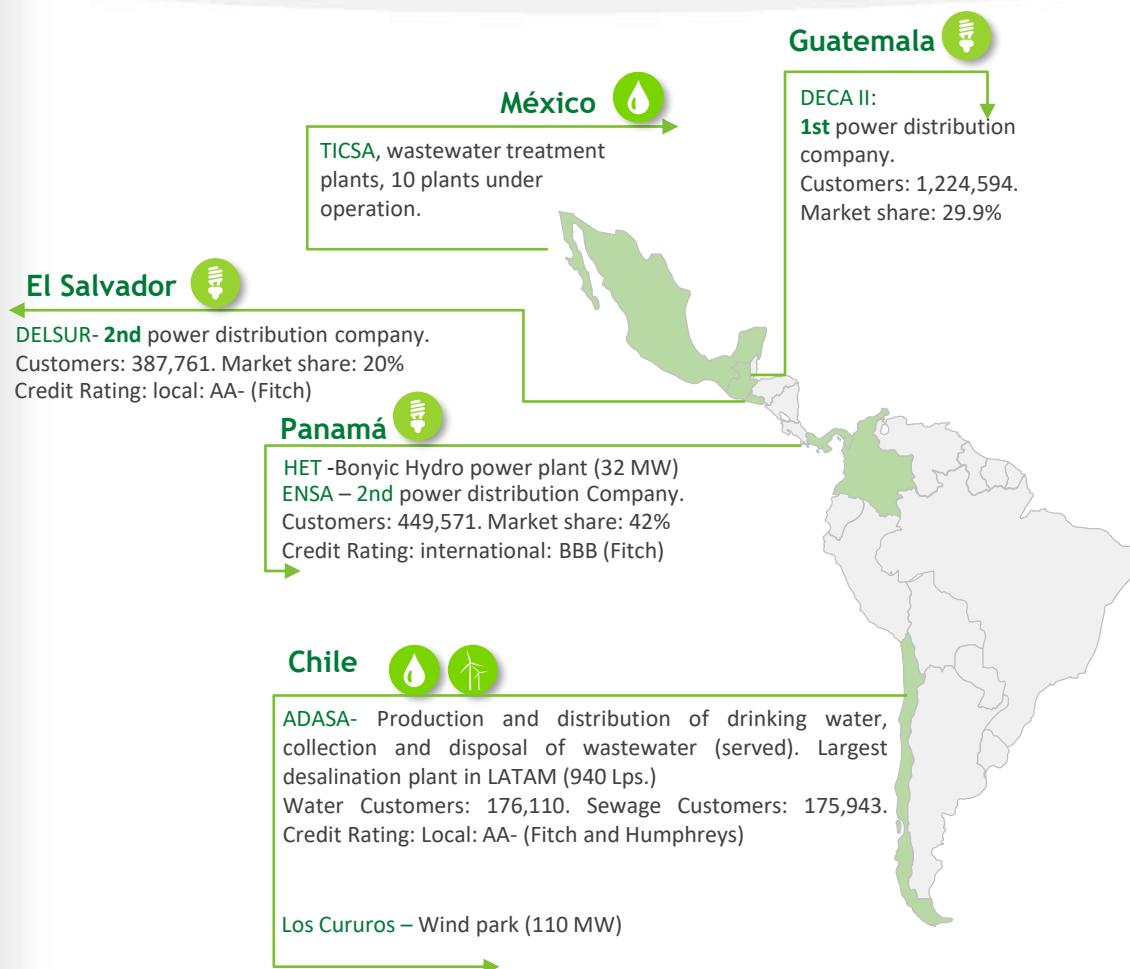 Guatemala
DECA II:
1st power distribution
company.
Customers: 1,224,594.
Market share: 29.9%
México
TICSA, wastewater treatment
plants, 10 plants under
operation.
El Salvador
DELSUR- 2nd power distribution company.
Customers: 387,761. Market share: 20%
Credit Rating: local: AA- (Fitch)
Panamá
HET -Bonyic Hydro power plant (32 MW)
ENSA – 2nd power distribution Company.
Customers: 449,571. Market share: 42%
Credit Rating: international: BBB (Fitch)
Chile
ADASA- Production and distribution of drinking water,
collection and disposal of wastewater (served). Largest
desalination plant in LATAM (940 Lps.)
Water Customers: 176,110. Sewage Customers: 175,943.
Credit Rating: Local: AA- (Fitch and Humphreys)
Los Cururos – Wind park (110 MW)